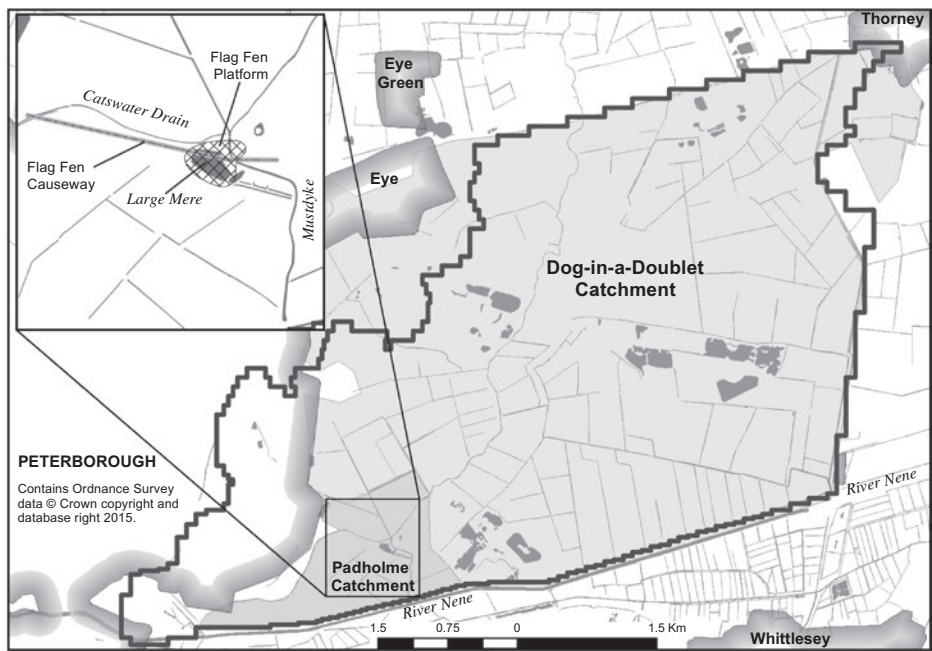 Thorney
Flag Fen
Platform
Eye
Green
Catswater Drain
Flag Fen
Causeway
Large Mere
Mustdyke
Eye
Dog-in-a-Doublet
Catchment
PETERBOROUGH
Contains Ordnance Survey
data © Crown copyright and
database right 2015.
River Nene
Padholme
Catchment
River Nene
1.5 0.75 0 1.5 Km
Whittlesey